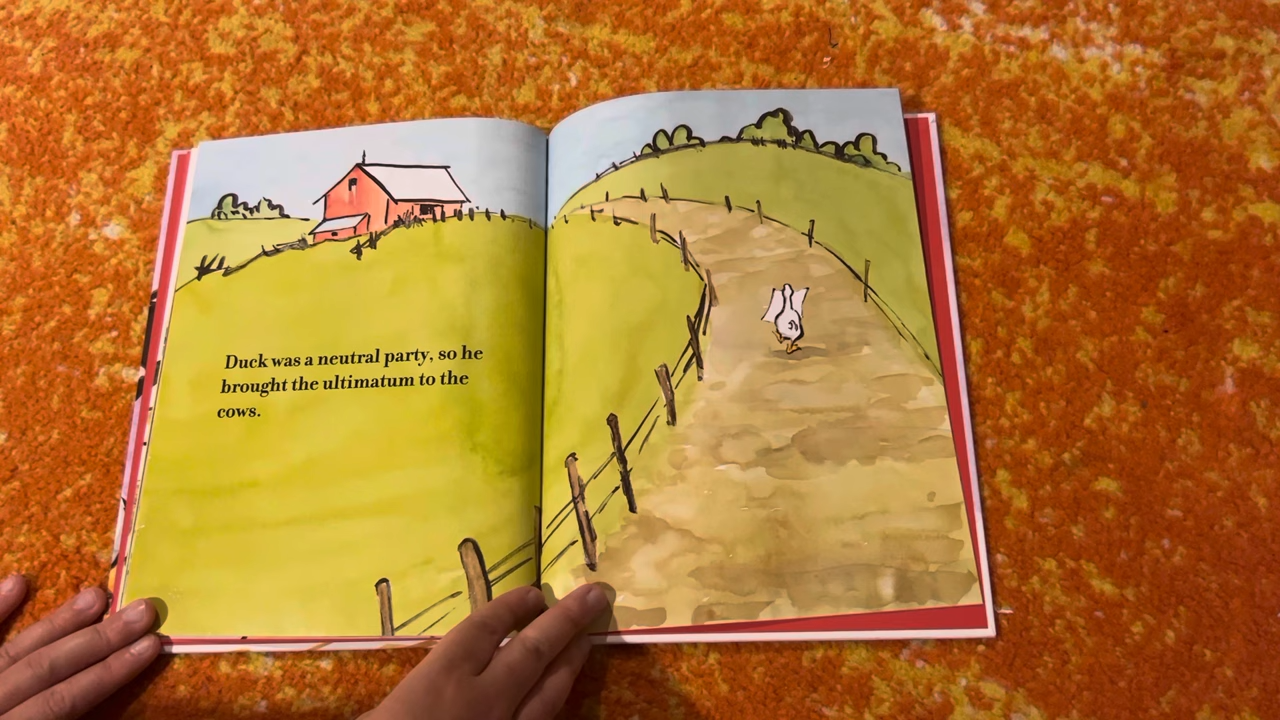 Duck was a neutral party, so he
brought the ultimatum to the
cows.